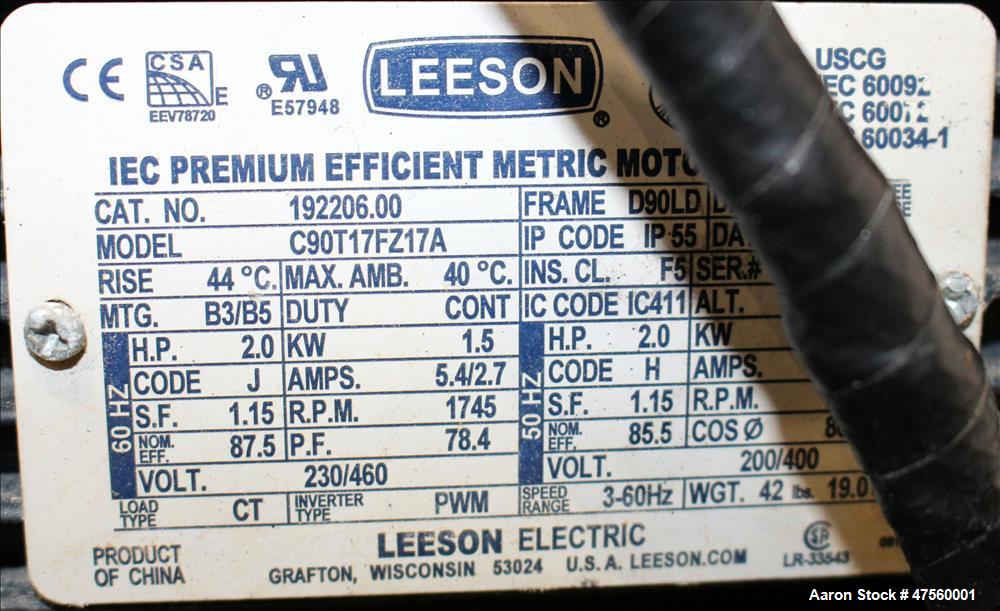 CE CSA E
EEV78720
RU
E57948
LEESON
USCG
EC 60092
60034-1
IEC PREMIUM EFFICIENT METRIC
CAT. NO. 192206.00 FRAME D90LD
MODEL C90T17FZ17A IP CODE IP 55
RISE 44 °C. MAX. AMB. 40 °C. INS. CL. F5 SER.#
MTG. B3/B5 DUTY CONT IC CODE IC411 ALT.
60 HZ
H.P. 2.0 KW 1.5
CODE J AMPS. 5.4/2.7
S.F. 1.15 R.P.M. 1745
NOM. EFF. 87.5 P.F. 78.4
VOLT. 230/460
50 HZ
H.P. 2.0 KW
CODE H AMPS.
S.F. 1.15 R.P.M.
NOM. EFF. 85.5 COS Ø
VOLT. 200/400
LOAD TYPE CT INVERTER TYPE PWM SPEED RANGE 3-60Hz WGT. 42 lbs.
PRODUCT
OF CHINA
LEESON ELECTRIC
GRAFTON, WISCONSIN 53024 U.S.A. LEESON.COM
LR-33543
Aaron Stock # 47560001